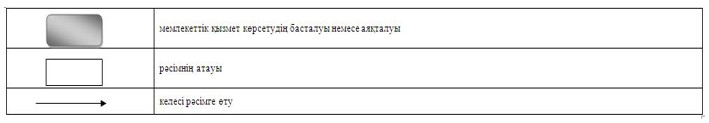 мемлекеттік қызмет көрсетудің басталуы немесе аяқталуы
рәсімнің атауы
келесі рәсімге өту